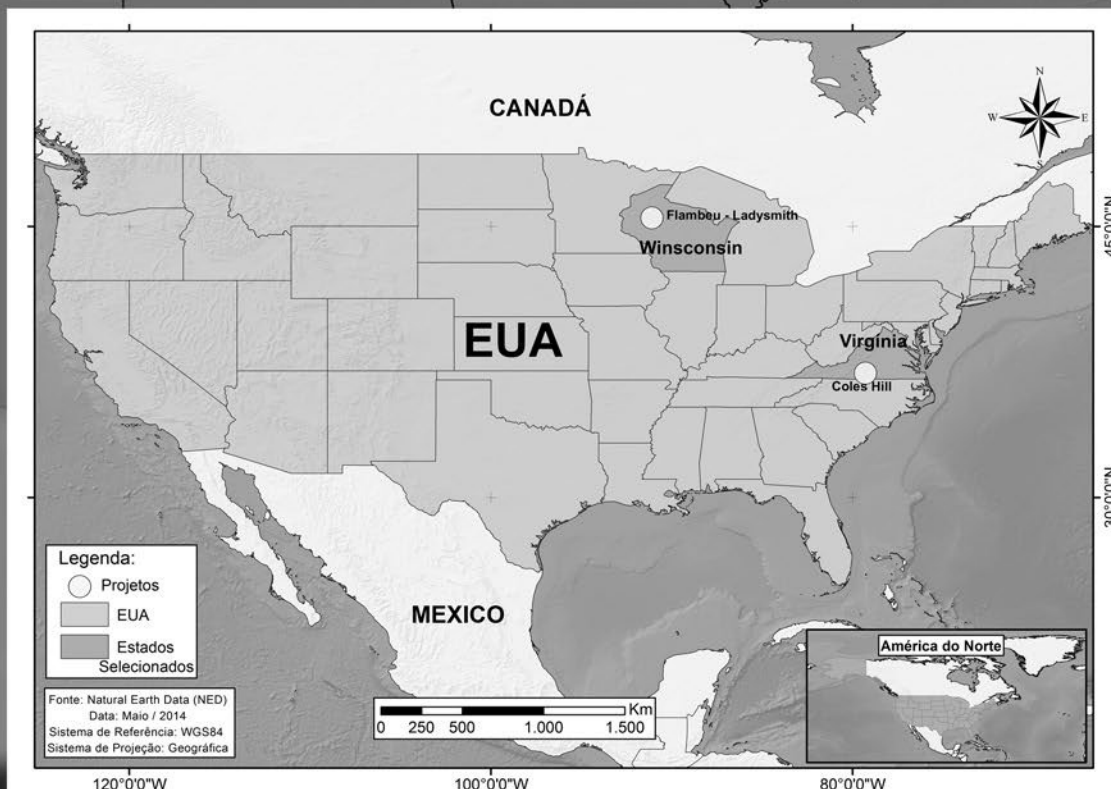 CANADÁ
N
W
E
S
Flambeu - Ladysmith
Winsconsin
45°0'0"N
EUA
Virgínia
Coles Hill
30°0'0"N
MEXICO
Legenda:
Projetos
EUA
Estados
Selecionados
América do Norte
Fonte: Natural Earth Data (NED)
Data: Maio / 2014
Sistema de Referência: WGS84
Sistema de Projeção: Geográfica
Km
0 250 500 1.000 1.500
120°0'0"W 100°0'0"W 80°0'0"W